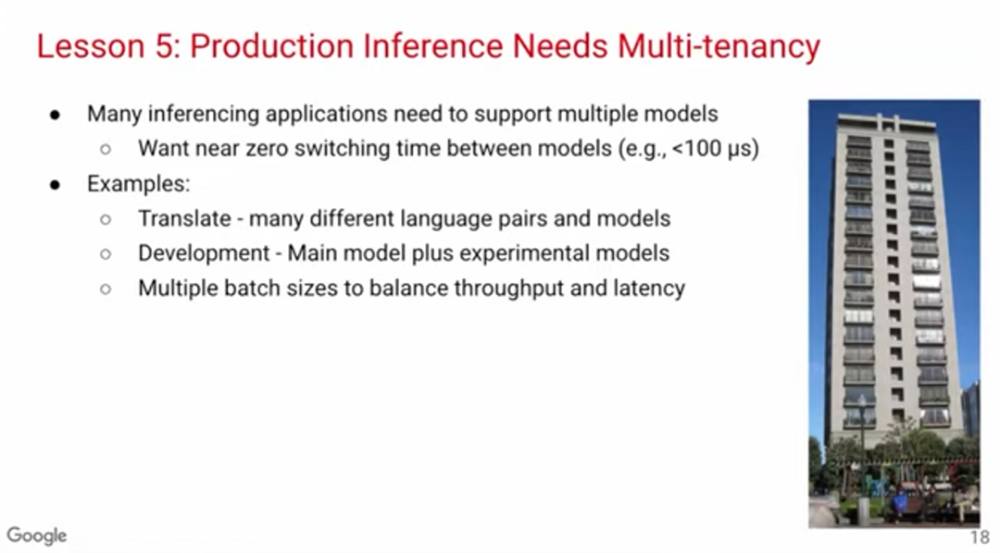 Lesson 5: Production Inference Needs Multi-tenancy
● Many inferencing applications need to support multiple models
○ Want near zero switching time between models (e.g., <100 μs)
● Examples:
○ Translate - many different language pairs and models
○ Development - Main model plus experimental models
○ Multiple batch sizes to balance throughput and latency
Google
18